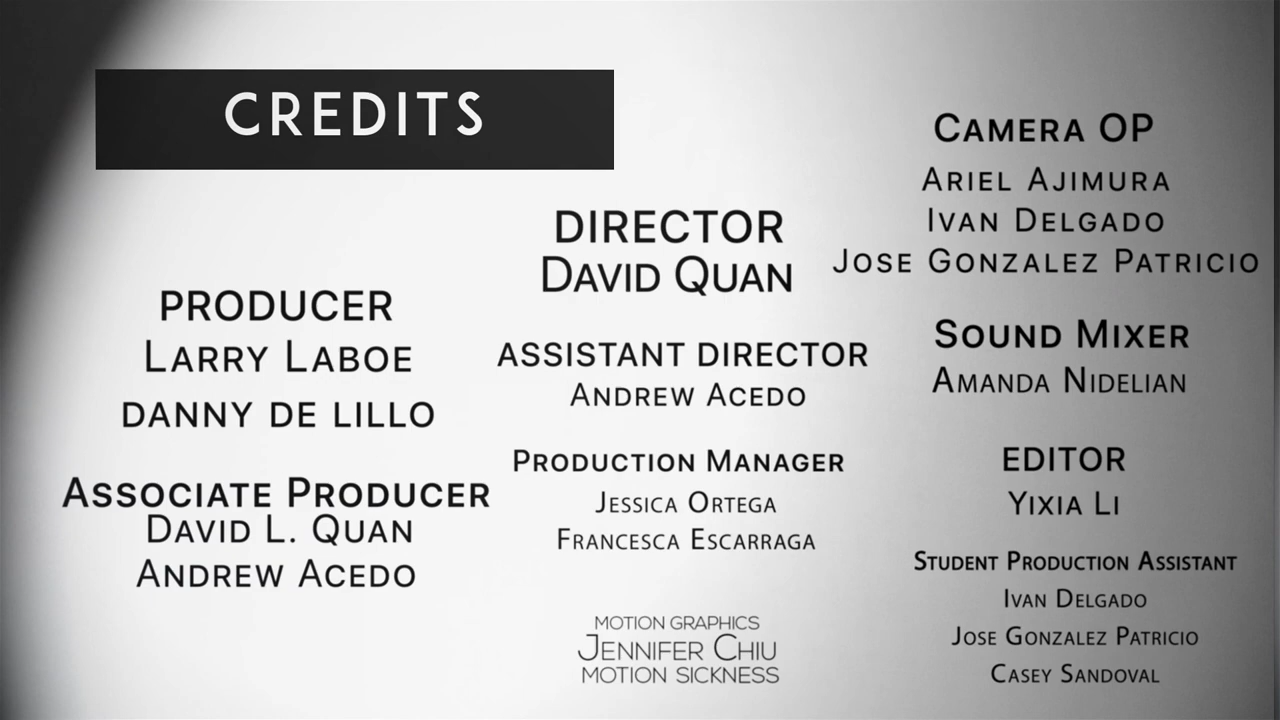 CREDITS
PRODUCER
LARRY LABOE
DANNY DE LILLO
ASSOCIATE PRODUCER
DAVID L. QUAN
ANDREW ACEDO
DIRECTOR
DAVID QUAN
ASSISTANT DIRECTOR
ANDREW ACEDO
PRODUCTION MANAGER
JESSICA ORTEGA
FRANCESCA ESCARRAGA
MOTION GRAPHICS
JENNIFER CHIU
MOTION SICKNESS
CAMERA OP
ARIEL AJIMURA
IVAN DELGADO
JOSE GONZALEZ PATRICIO
SOUND MIXER
AMANDA NIDELIAN
EDITOR
YIXIA LI
STUDENT PRODUCTION ASSISTANT
IVAN DELGADO
JOSE GONZALEZ PATRICIO
CASEY SANDOVAL